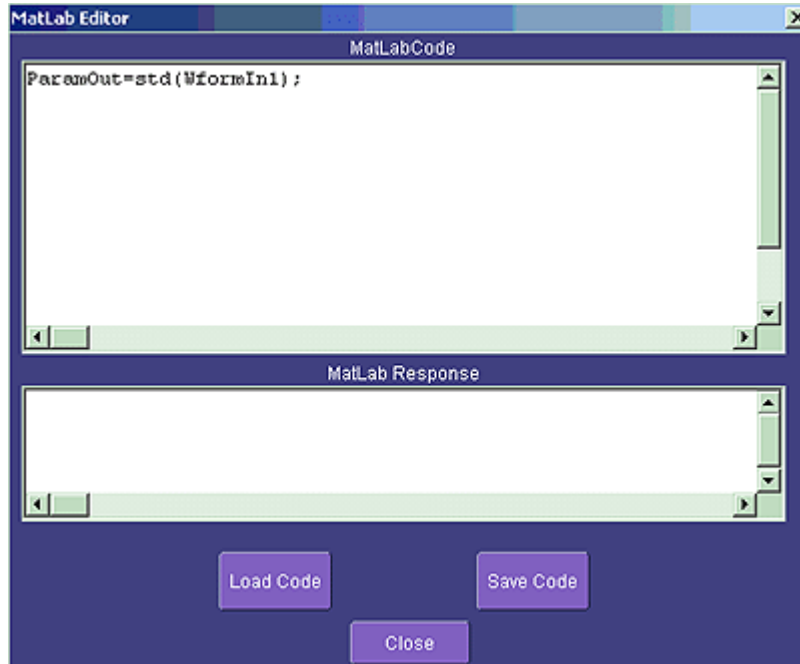 MatLab Editor
MatLabCode
ParamOut=std(WformIn1);
MatLab Response
Load Code
Save Code
Close